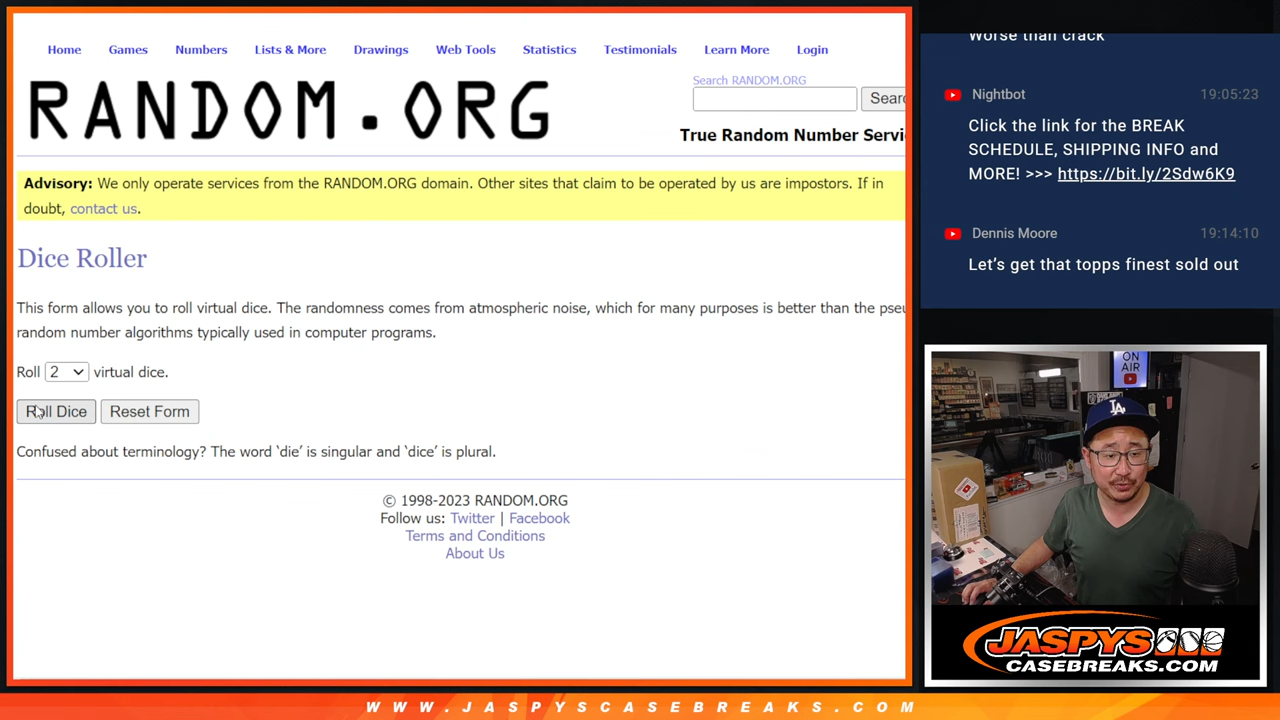 Home Games Numbers Lists & More Drawings Web Tools Statistics Testimonials Learn More Login
RANDOM.ORG
Search RANDOM.ORG
Searc
True Random Number Servi
Advisory: We only operate services from the RANDOM.ORG domain. Other sites that claim to be operated by us are impostors. If in
doubt, contact us.
Dice Roller
This form allows you to roll virtual dice. The randomness comes from atmospheric noise, which for many purposes is better than the pseu
random number algorithms typically used in computer programs.
Roll 2 virtual dice.
Roll Dice Reset Form
Confused about terminology? The word ‘die’ is singular and ‘dice’ is plural.
© 1998-2023 RANDOM.ORG
Follow us: Twitter | Facebook
Terms and Conditions
About Us
Worse than crack
Nightbot 19:05:23
Click the link for the BREAK
SCHEDULE, SHIPPING INFO and
MORE! >>> https://bit.ly/2Sdw6K9
Dennis Moore 19:14:10
Let’s get that topps finest sold out
ON
AIR
LA
JASPYS
CASEBREAKS.COM
WWW.JASPYSCASEBREAKS.COM